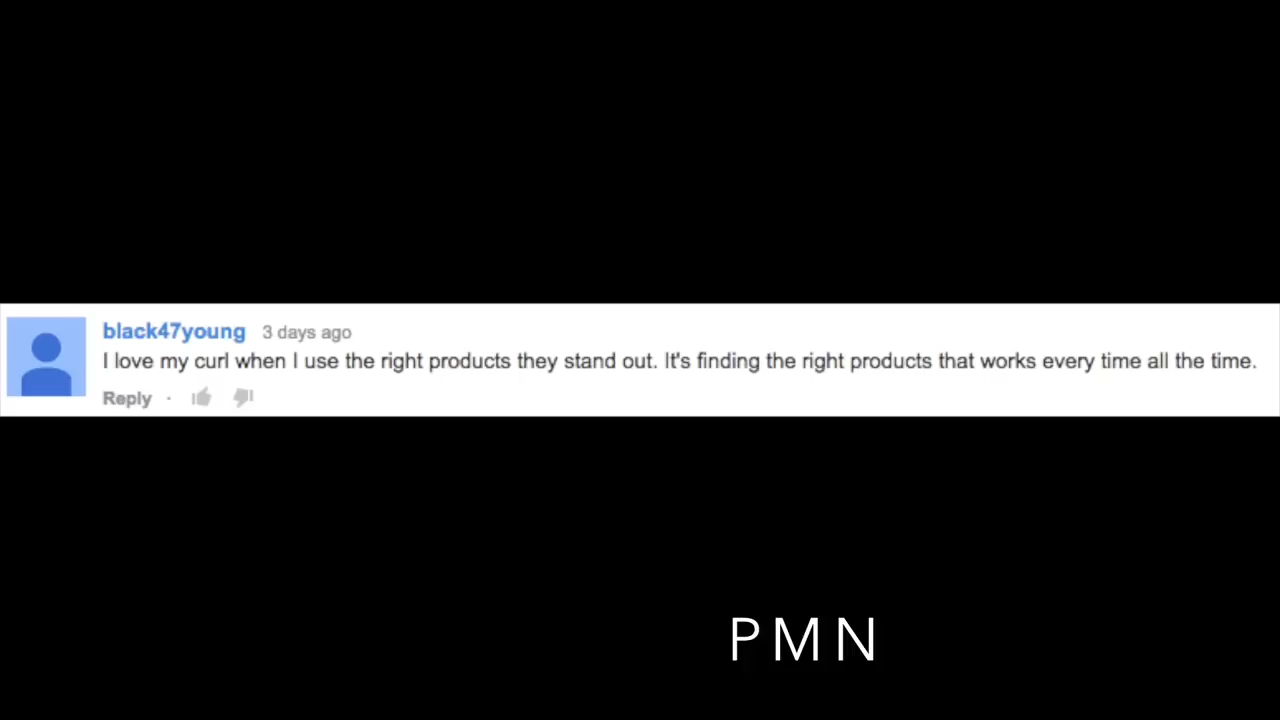 black47young 3 days ago
I love my curl when I use the right products they stand out. It's finding the right products that works every time all the time.
Reply ·
PMN